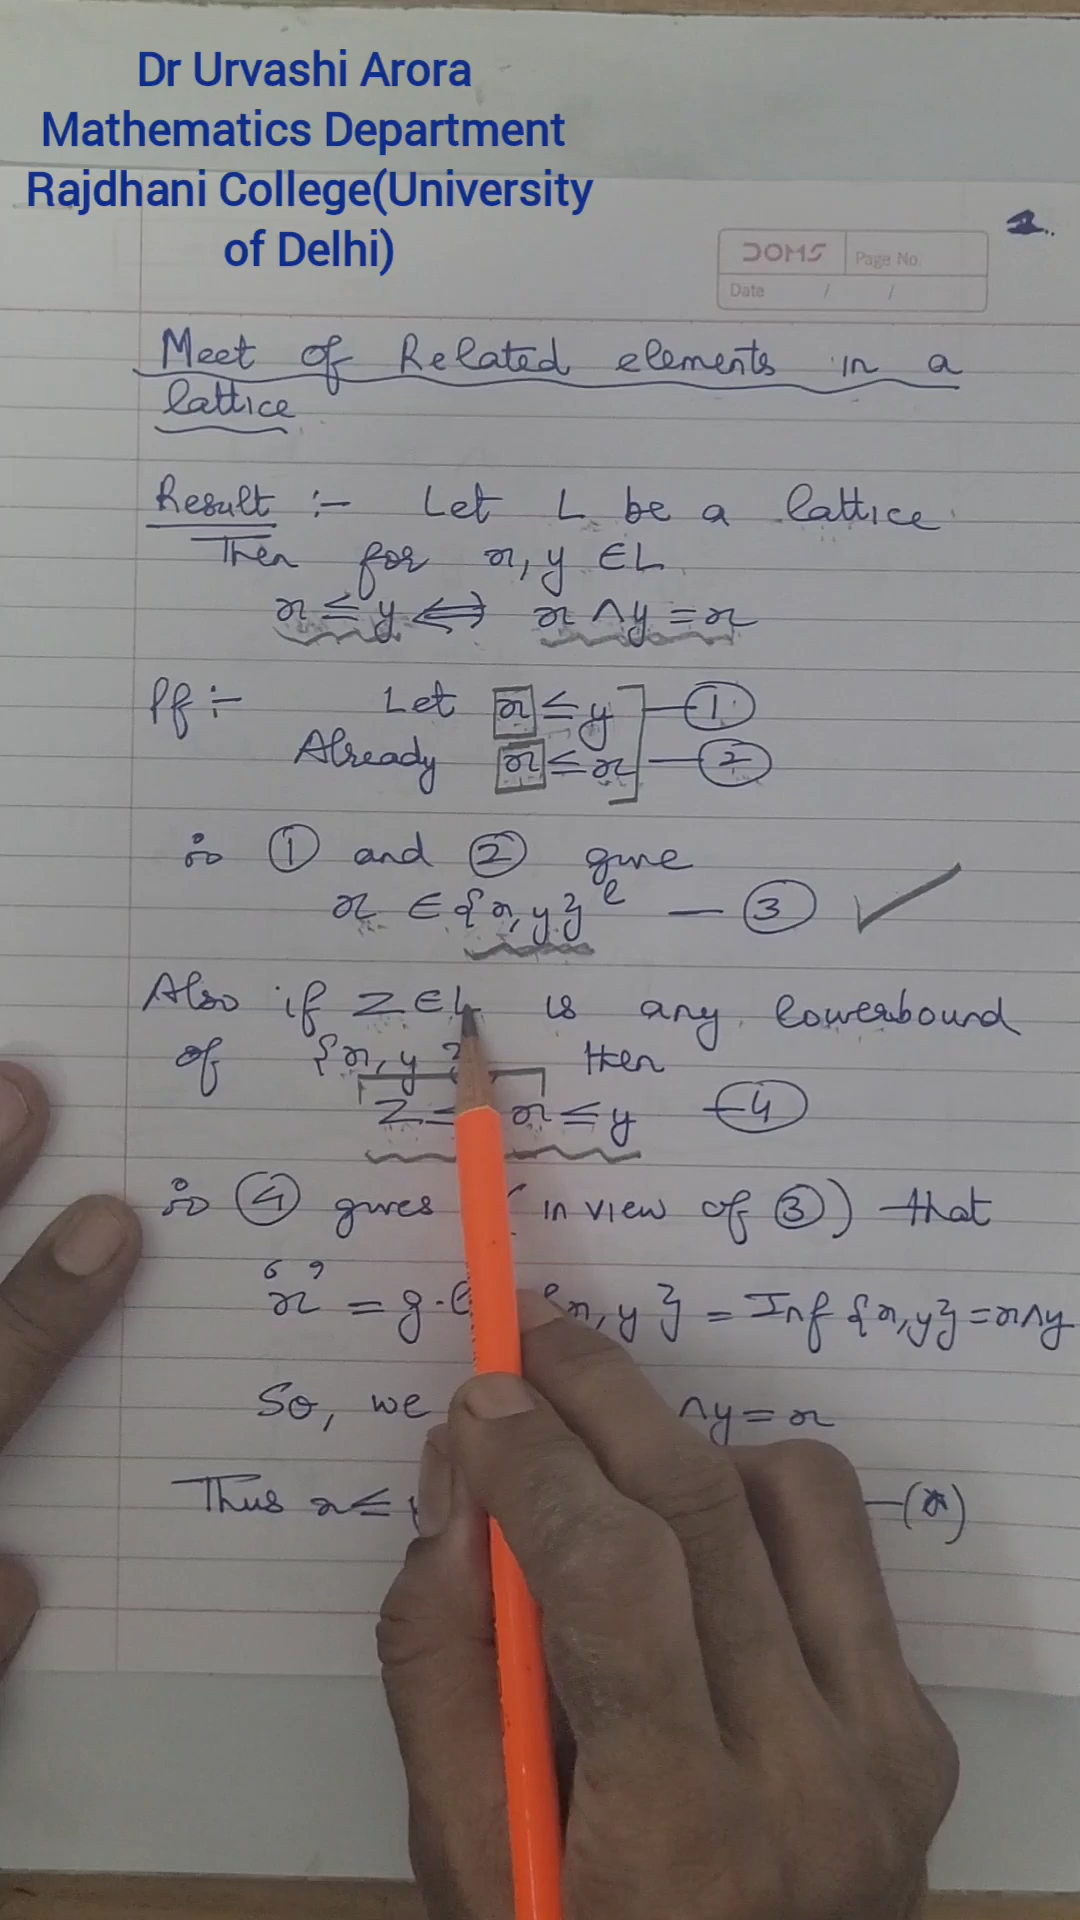 Dr Urvashi Arora
Mathematics Department
Rajdhani College(University
of Delhi)
2..
DOMS Page No.
Date / /
Meet of Related elements in a
lattice
Result :- Let L be a lattice
Then for x, y ∈ L
x ≤ y ⟺ x ∧ y = x
Pf :- Let x ≤ y — ①
Already x ≤ x — ②
∴ ① and ② give
x ∈ {x, y}ˡ — ③ ✓
Also if Z ∈ L is any lowerbound
of {x, y} then
Z ≤ x ≤ y — ④
∴ ④ gives (in view of ③) that
x = g.l {x, y} = Inf {x, y} = x∧y
So, we ∧y = x
Thus x ≤ — (*)